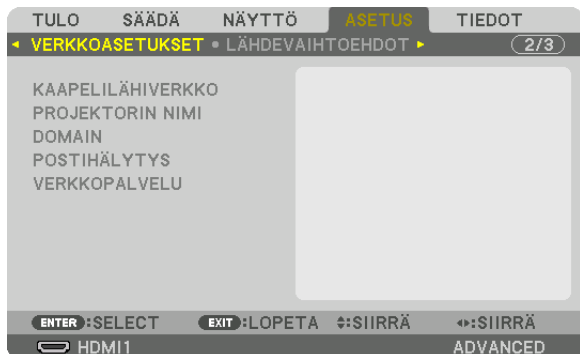 TULO SÄÄDÄ NÄYTTÖ ASETUS TIEDOT
◂ VERKKOASETUKSET • LÄHDEVAIHTOEHDOT ▸ 2/3
KAAPELILÄHIVERKKO
PROJEKTORIN NIMI
DOMAIN
POSTIHÄLYTYS
VERKKOPALVELU
ENTER :SELECT EXIT :LOPETA ⬍:SIIRRÄ ◂▸:SIIRRÄ
HDMI1 ADVANCED